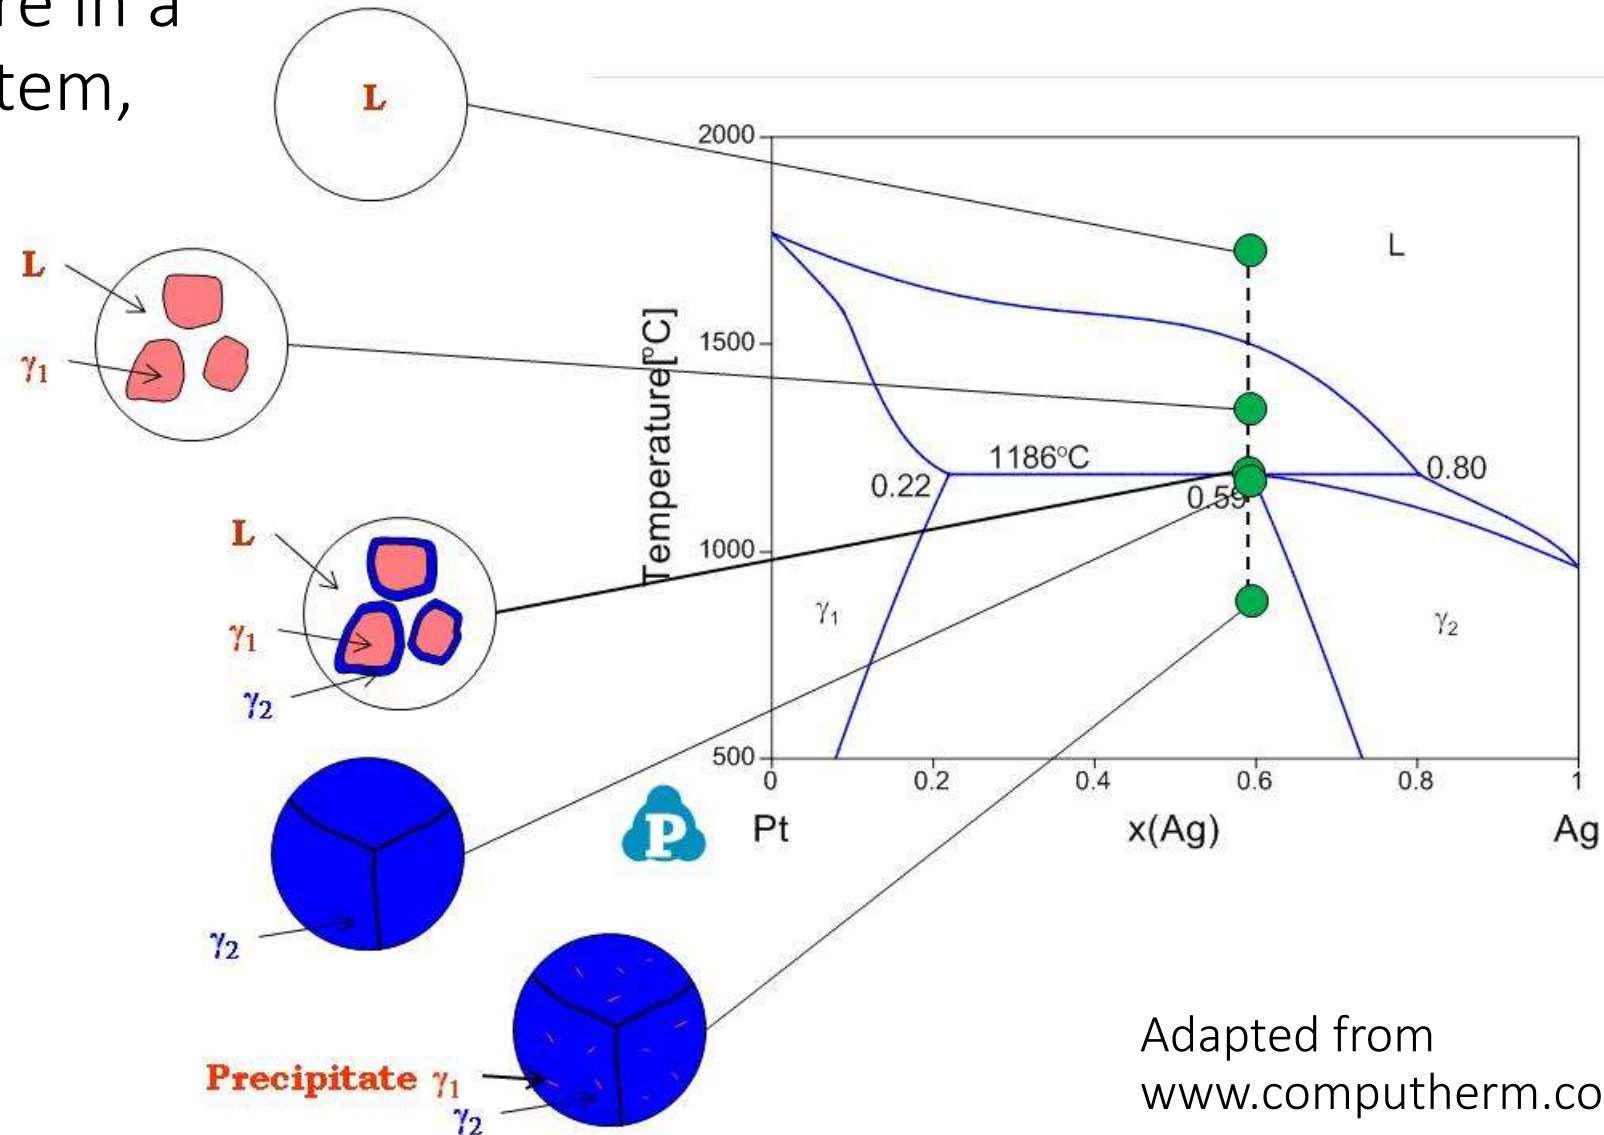 re in a
tem,
L
L
γ1
L
γ1
γ2
γ2
Precipitate γ1
γ2
P
2000
1500
1000
500
Temperature[ºC]
L
1186ºC
0.22
0.59
0.80
γ1
γ2
0
0.2
0.4
0.6
0.8
1
Pt
x(Ag)
Ag
Adapted from
www.computherm.co